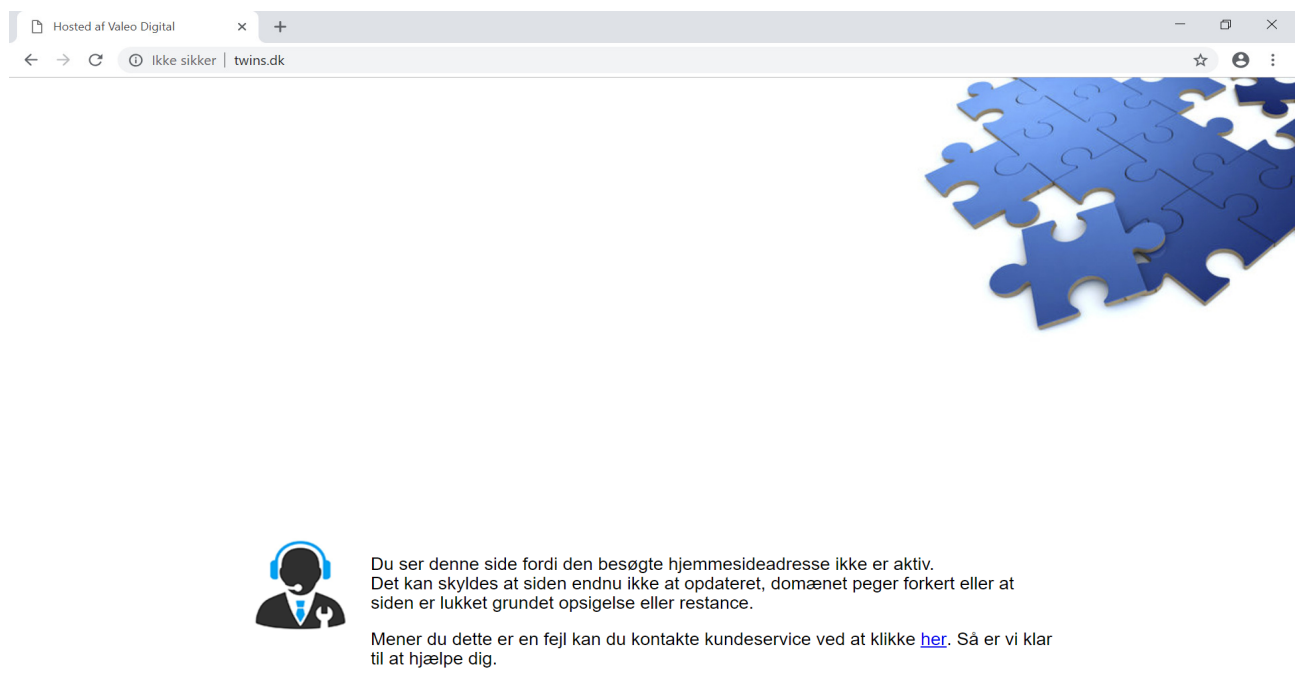 Hosted af Valeo Digital
Ikke sikker | twins.dk
Du ser denne side fordi den besøgte hjemmesideadresse ikke er aktiv.
Det kan skyldes at siden endnu ikke at opdateret, domænet peger forkert eller at
siden er lukket grundet opsigelse eller restance.
Mener du dette er en fejl kan du kontakte kundeservice ved at klikke her. Så er vi klar
til at hjælpe dig.